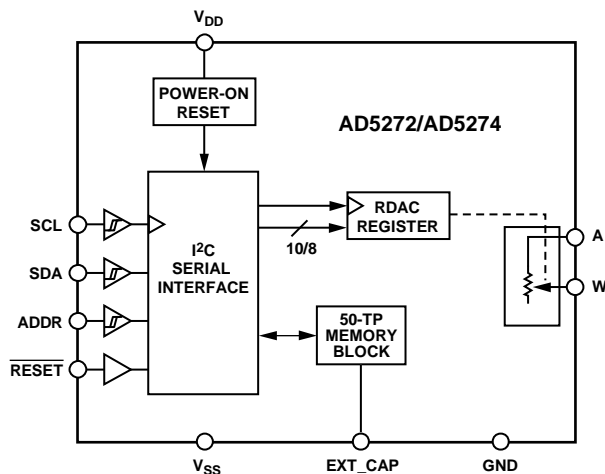 VDD
POWER-ON
RESET
AD5272/AD5274
SCL
SDA
ADDR
RESET
I2C
SERIAL
INTERFACE
10/8
RDAC
REGISTER
50-TP
MEMORY
BLOCK
A
W
VSS
EXT_CAP
GND